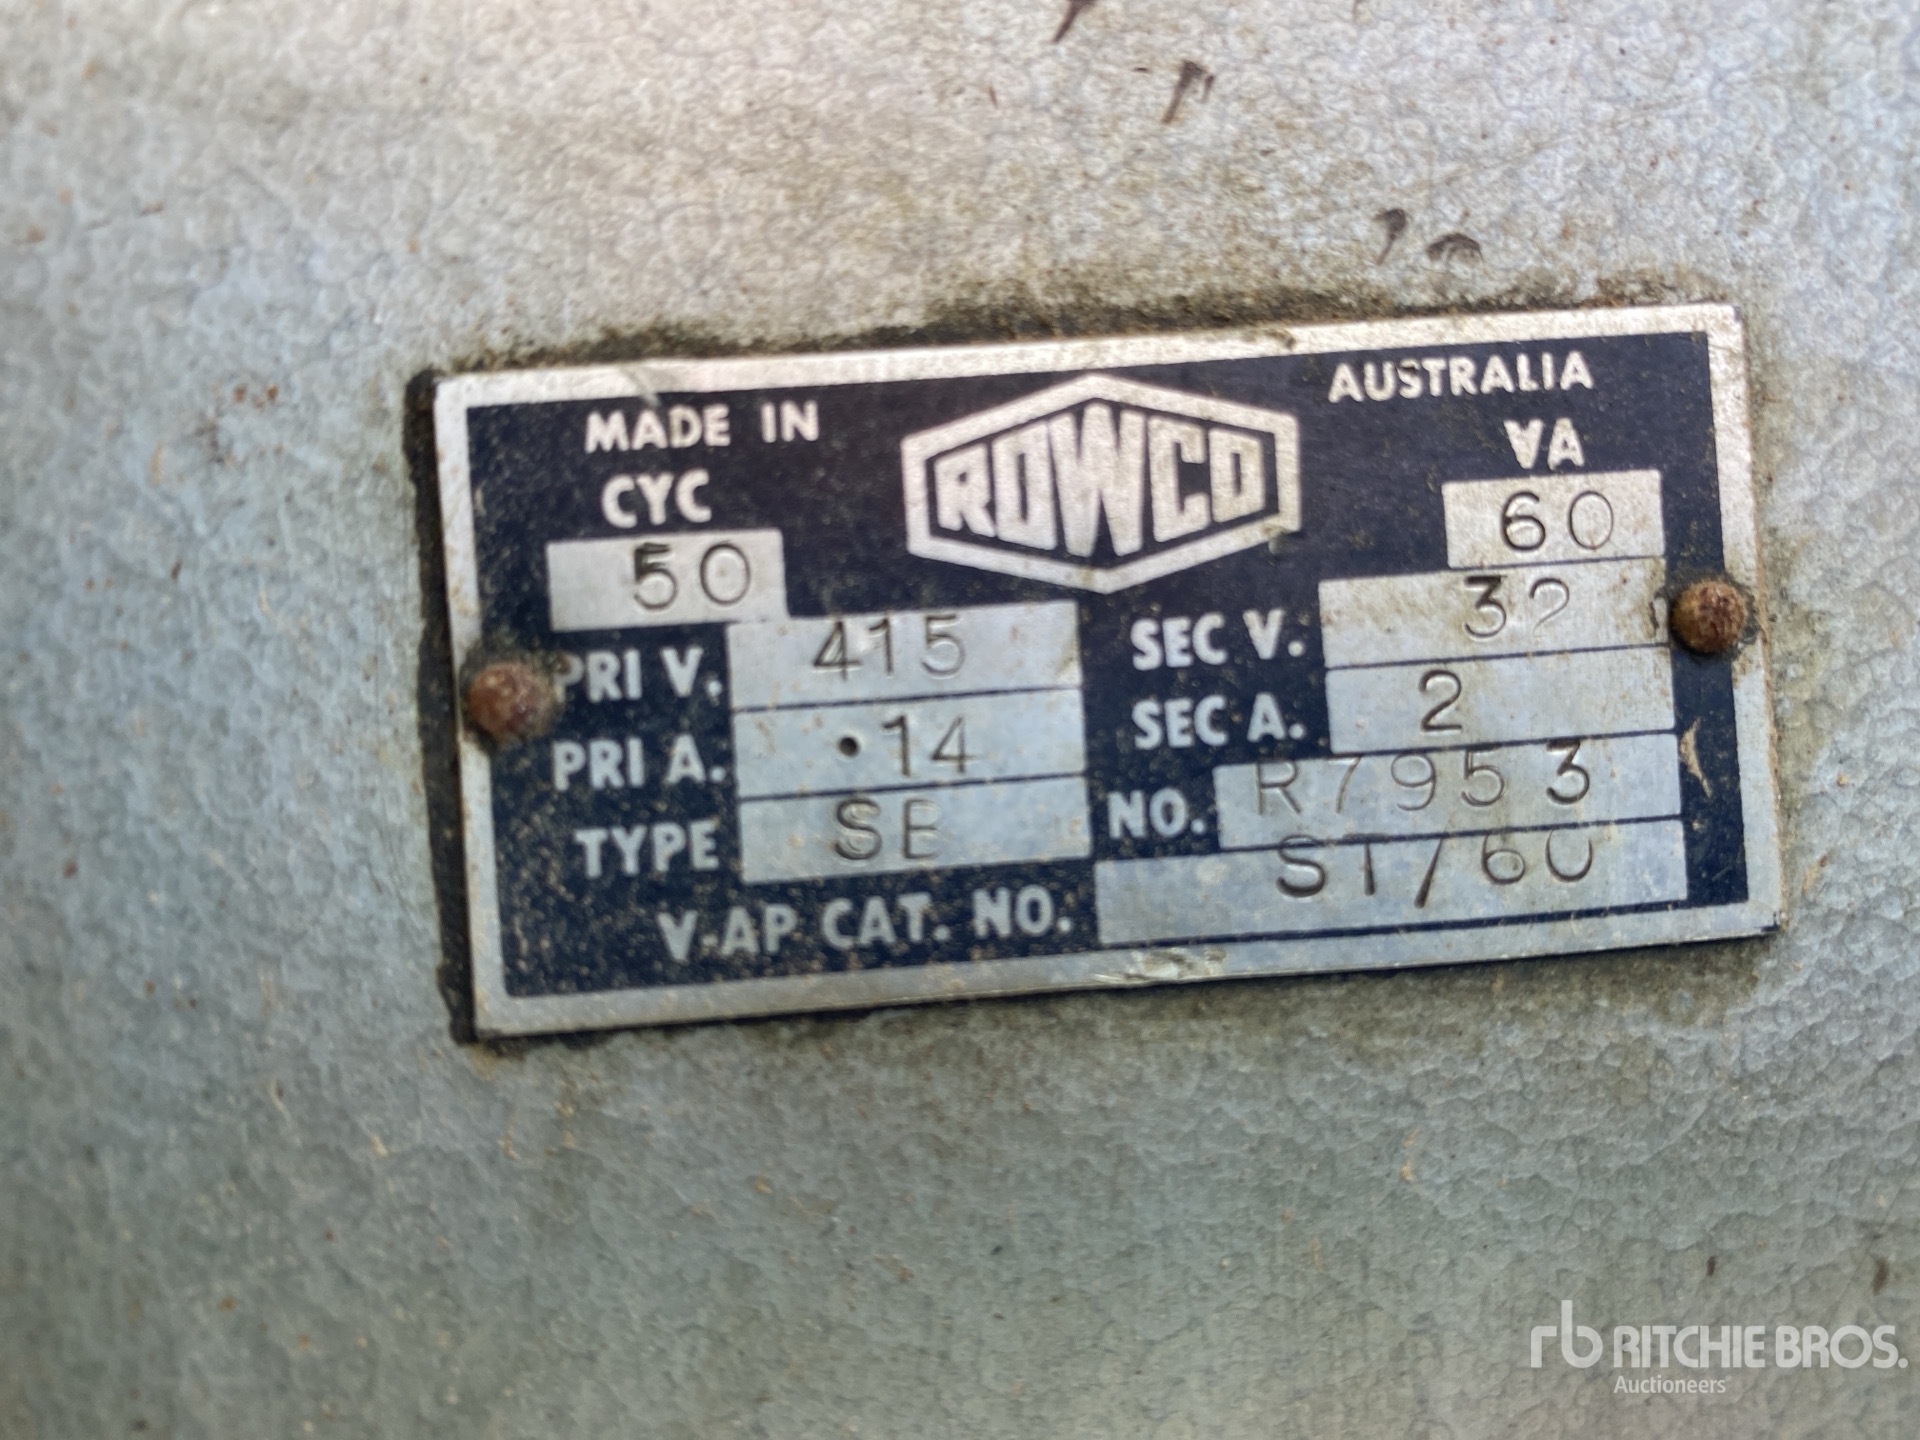 MADE IN ROWCO AUSTRALIA
CYC 50 VA 60
PRI V. 415 SEC V. 32
PRI A. .14 SEC A. 2
TYPE SB NO. R7953
V-AP CAT. NO. ST/60
rb RITCHIE BROS.
Auctioneers